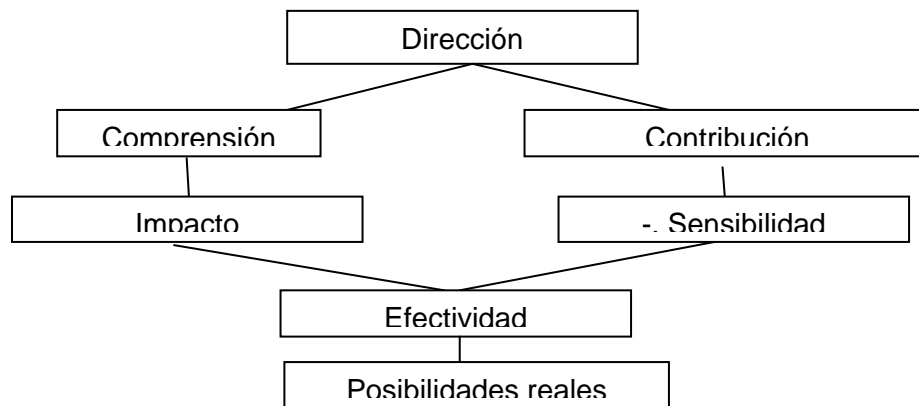 Dirección
Comprensión
Contribución
Impacto
-. Sensibilidad
Efectividad
Posibilidades reales